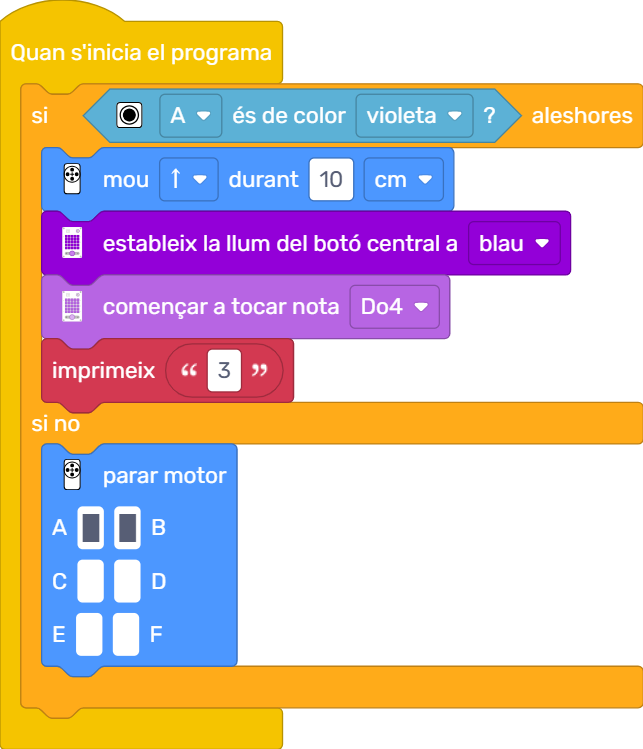 Quan s'inicia el programa
si A és de color violeta ? aleshores
mou ↑ durant 10 cm
estableix la llum del botó central a blau
començar a tocar nota Do4
imprimeix “ 3 ”
si no
parar motor
A B
C D
E F